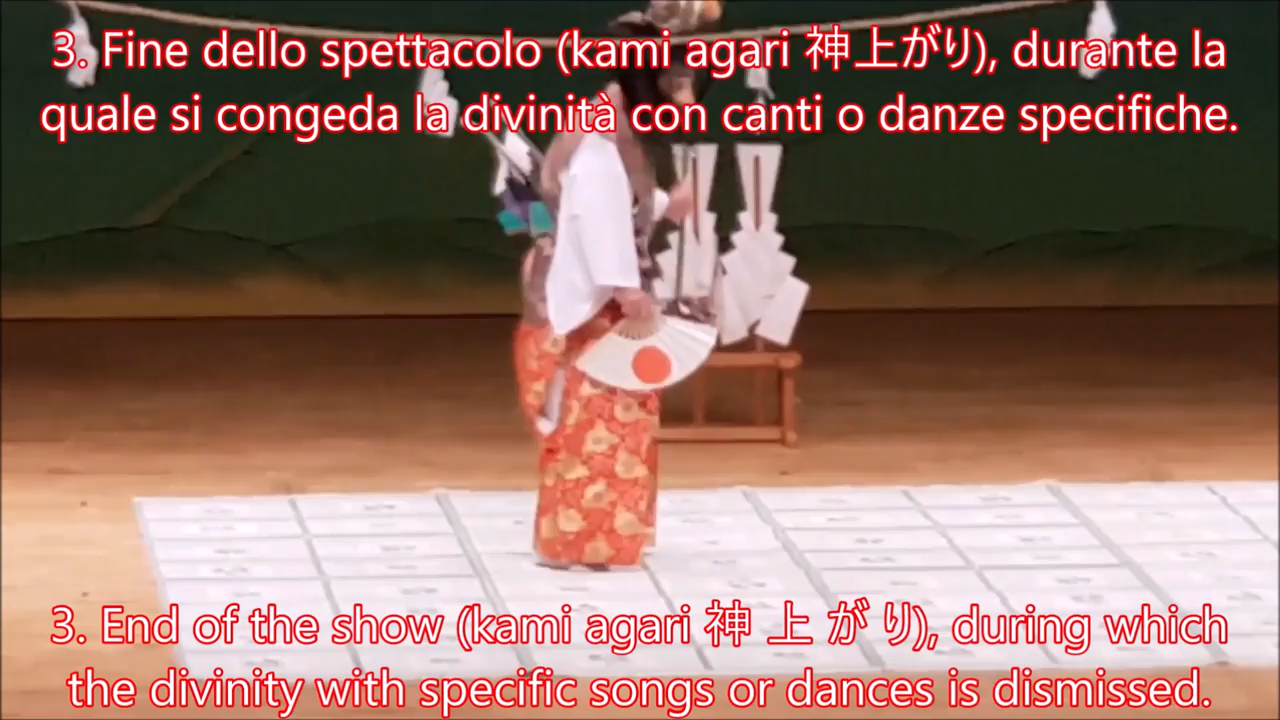 3. Fine dello spettacolo (kami agari 神上がり), durante la
quale si congeda la divinità con canti o danze specifiche.
3. End of the show (kami agari 神 上 が り), during which
the divinity with specific songs or dances is dismissed.